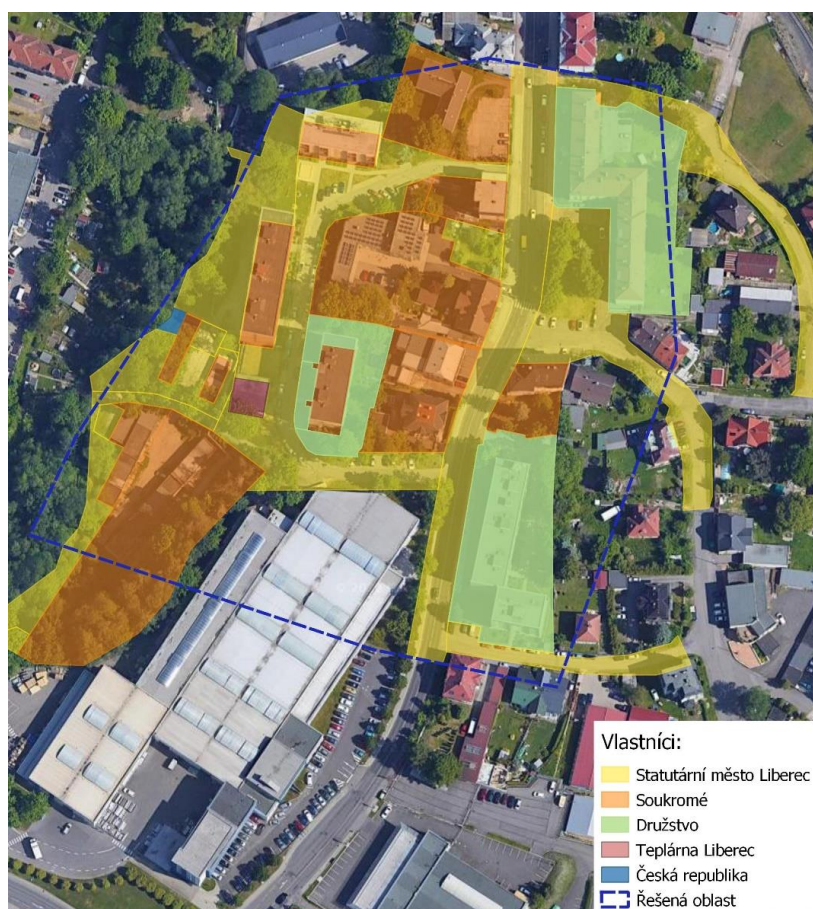 Vlastníci:
Statutární město Liberec
Soukromé
Družstvo
Teplárna Liberec
Česká republika
Řešená oblast